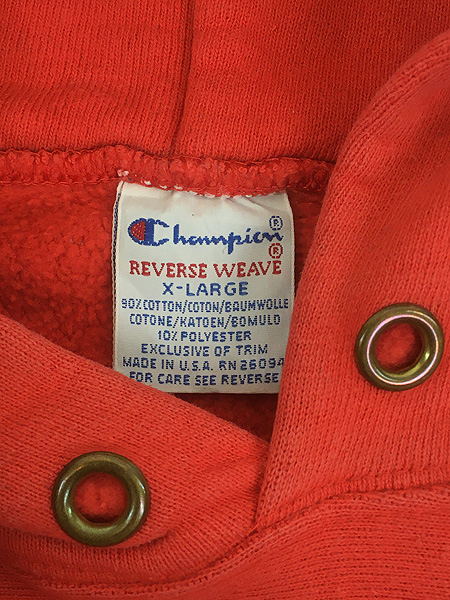 Champion®
REVERSE WEAVE®
X-LARGE
90% COTTON/COTON/BAUMWOLLE
COTONE/KATOEN/BOMULD
10% POLYESTER
EXCLUSIVE OF TRIM
MADE IN U.S.A. RN 26094
FOR CARE SEE REVERSE